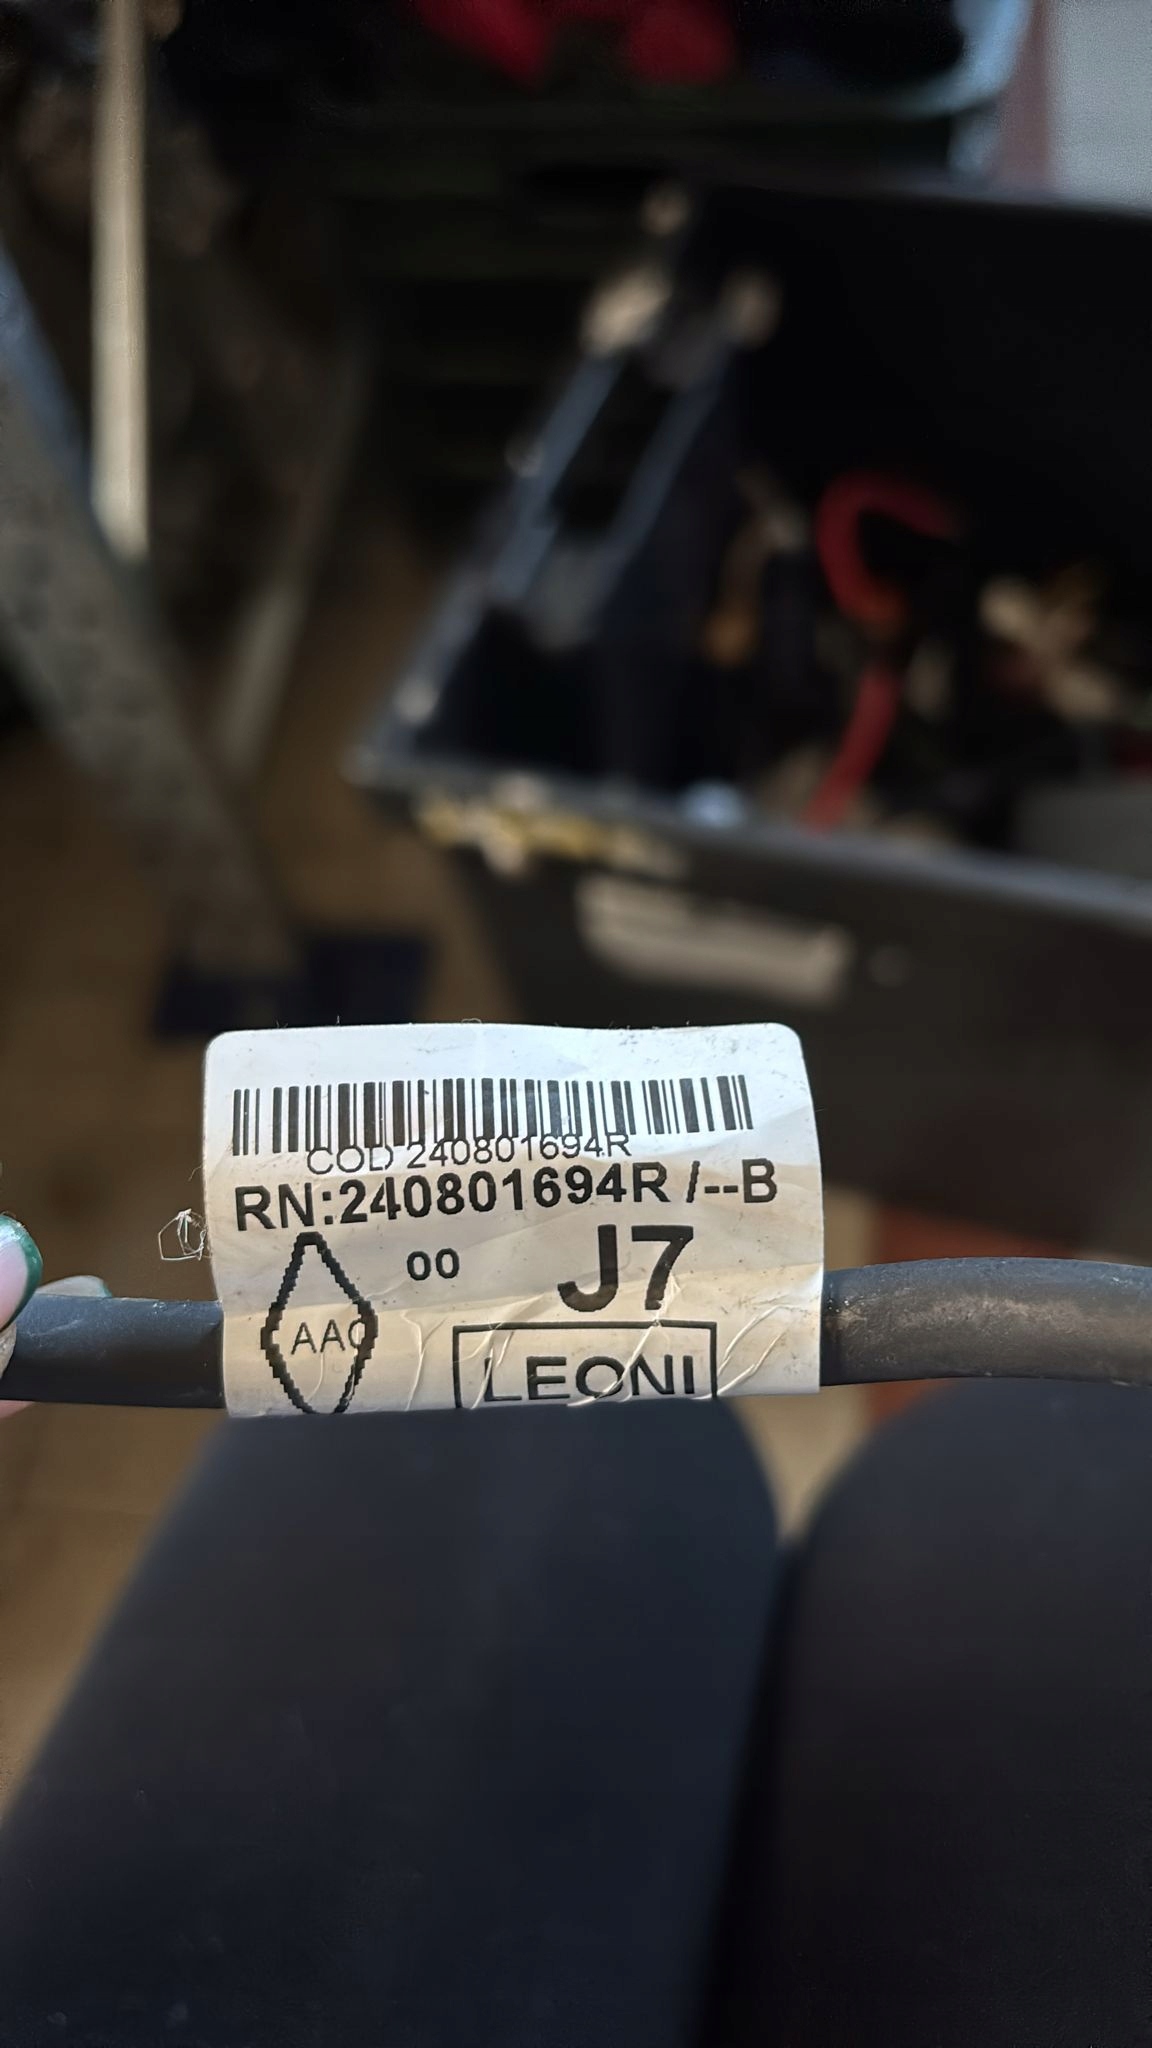 COD 240801694R
RN:240801694R /--B
00
J7
AAC
LEONI